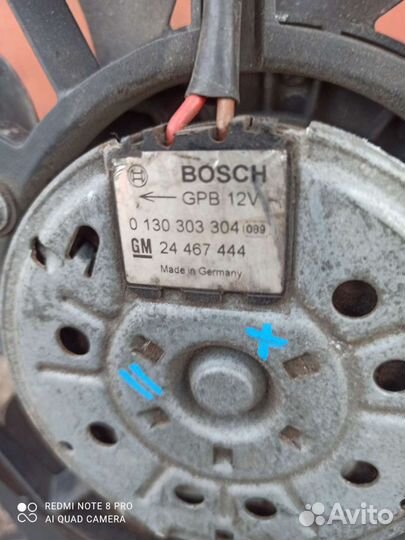 BOSCH
← GPB 12V
0 130 303 304 089
GM 24 467 444
Made in Germany
REDMI NOTE 8 PRO
AI QUAD CAMERA
Avito